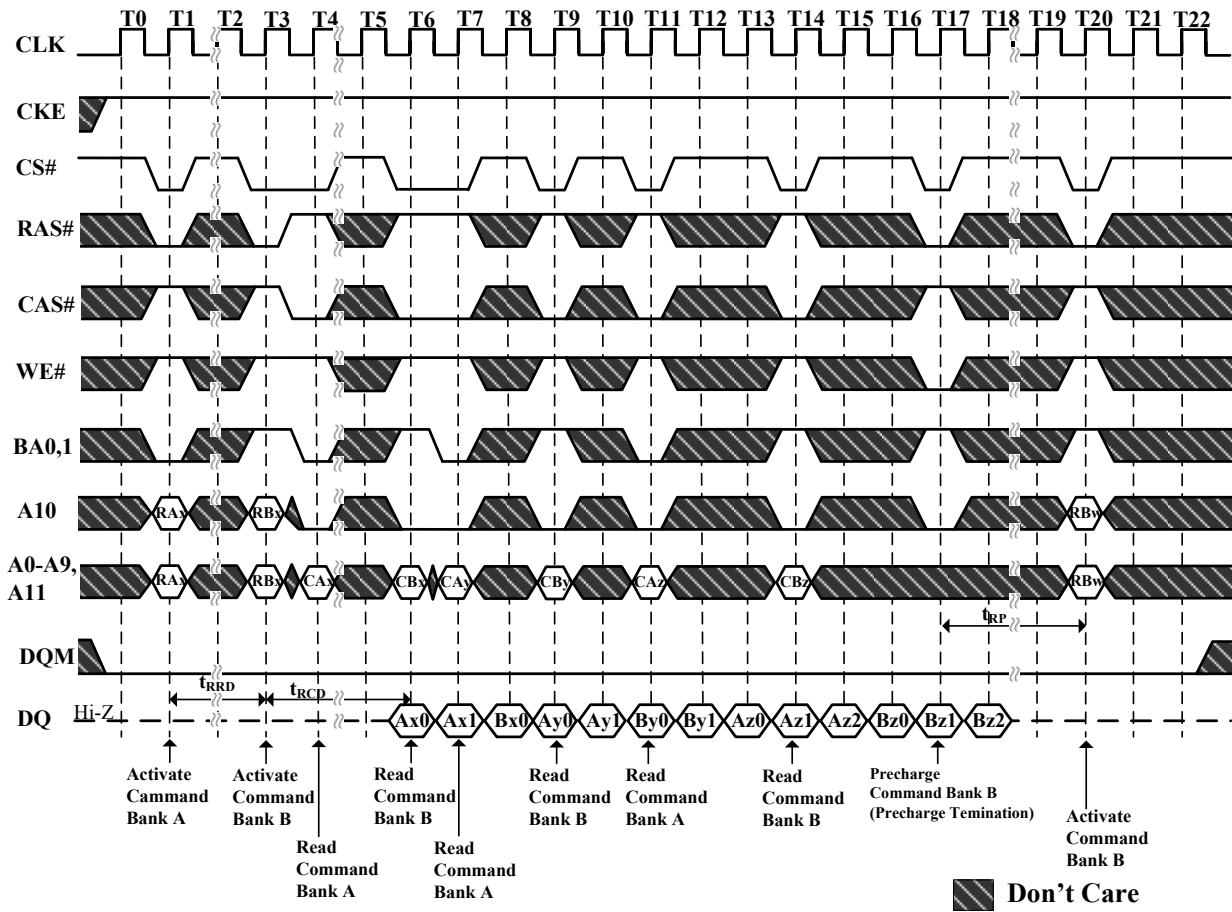 T0 T1 T2 T3 T4 T5 T6 T7 T8 T9 T10 T11 T12 T13 T14 T15 T16 T17 T18 T19 T20 T21 T22
CLK
CKE
CS#
RAS#
CAS#
WE#
BA0,1
A10 RAx RBx RBw
A0-A9,
A11
RAx RBx CAx CBx CAy CBy CAz CBz RBw
tRP
DQM
tRRD tRCD
DQ Hi-Z Ax0 Ax1 Bx0 Ay0 Ay1 By0 By1 Az0 Az1 Az2 Bz0 Bz1 Bz2
Activate
Cammand
Bank A
Activate
Command
Bank B
Read
Command
Bank A
Read
Command
Bank B
Read
Command
Bank A
Read
Command
Bank B
Read
Command
Bank A
Read
Command
Bank B
Precharge
Command Bank B
(Precharge Temination)
Activate
Command
Bank B
Don't Care